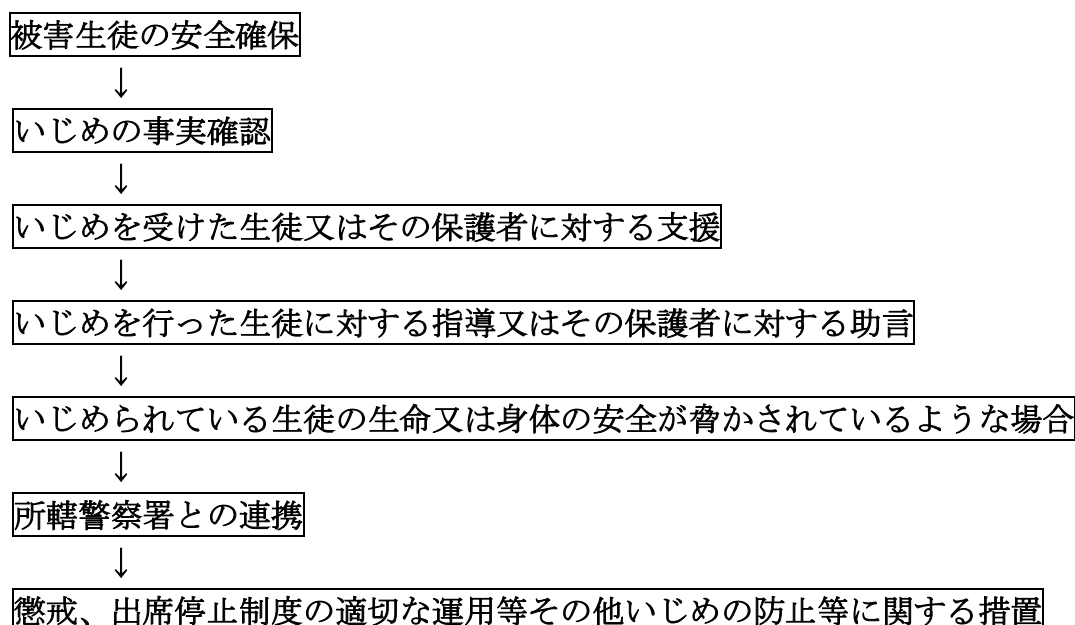 被害生徒の安全確保
↓
いじめの事実確認
↓
いじめを受けた生徒又はその保護者に対する支援
↓
いじめを行った生徒に対する指導又はその保護者に対する助言
↓
いじめられている生徒の生命又は身体の安全が脅かされているような場合
↓
所轄警察署との連携
↓
懲戒、出席停止制度の適切な運用等その他いじめの防止等に関する措置